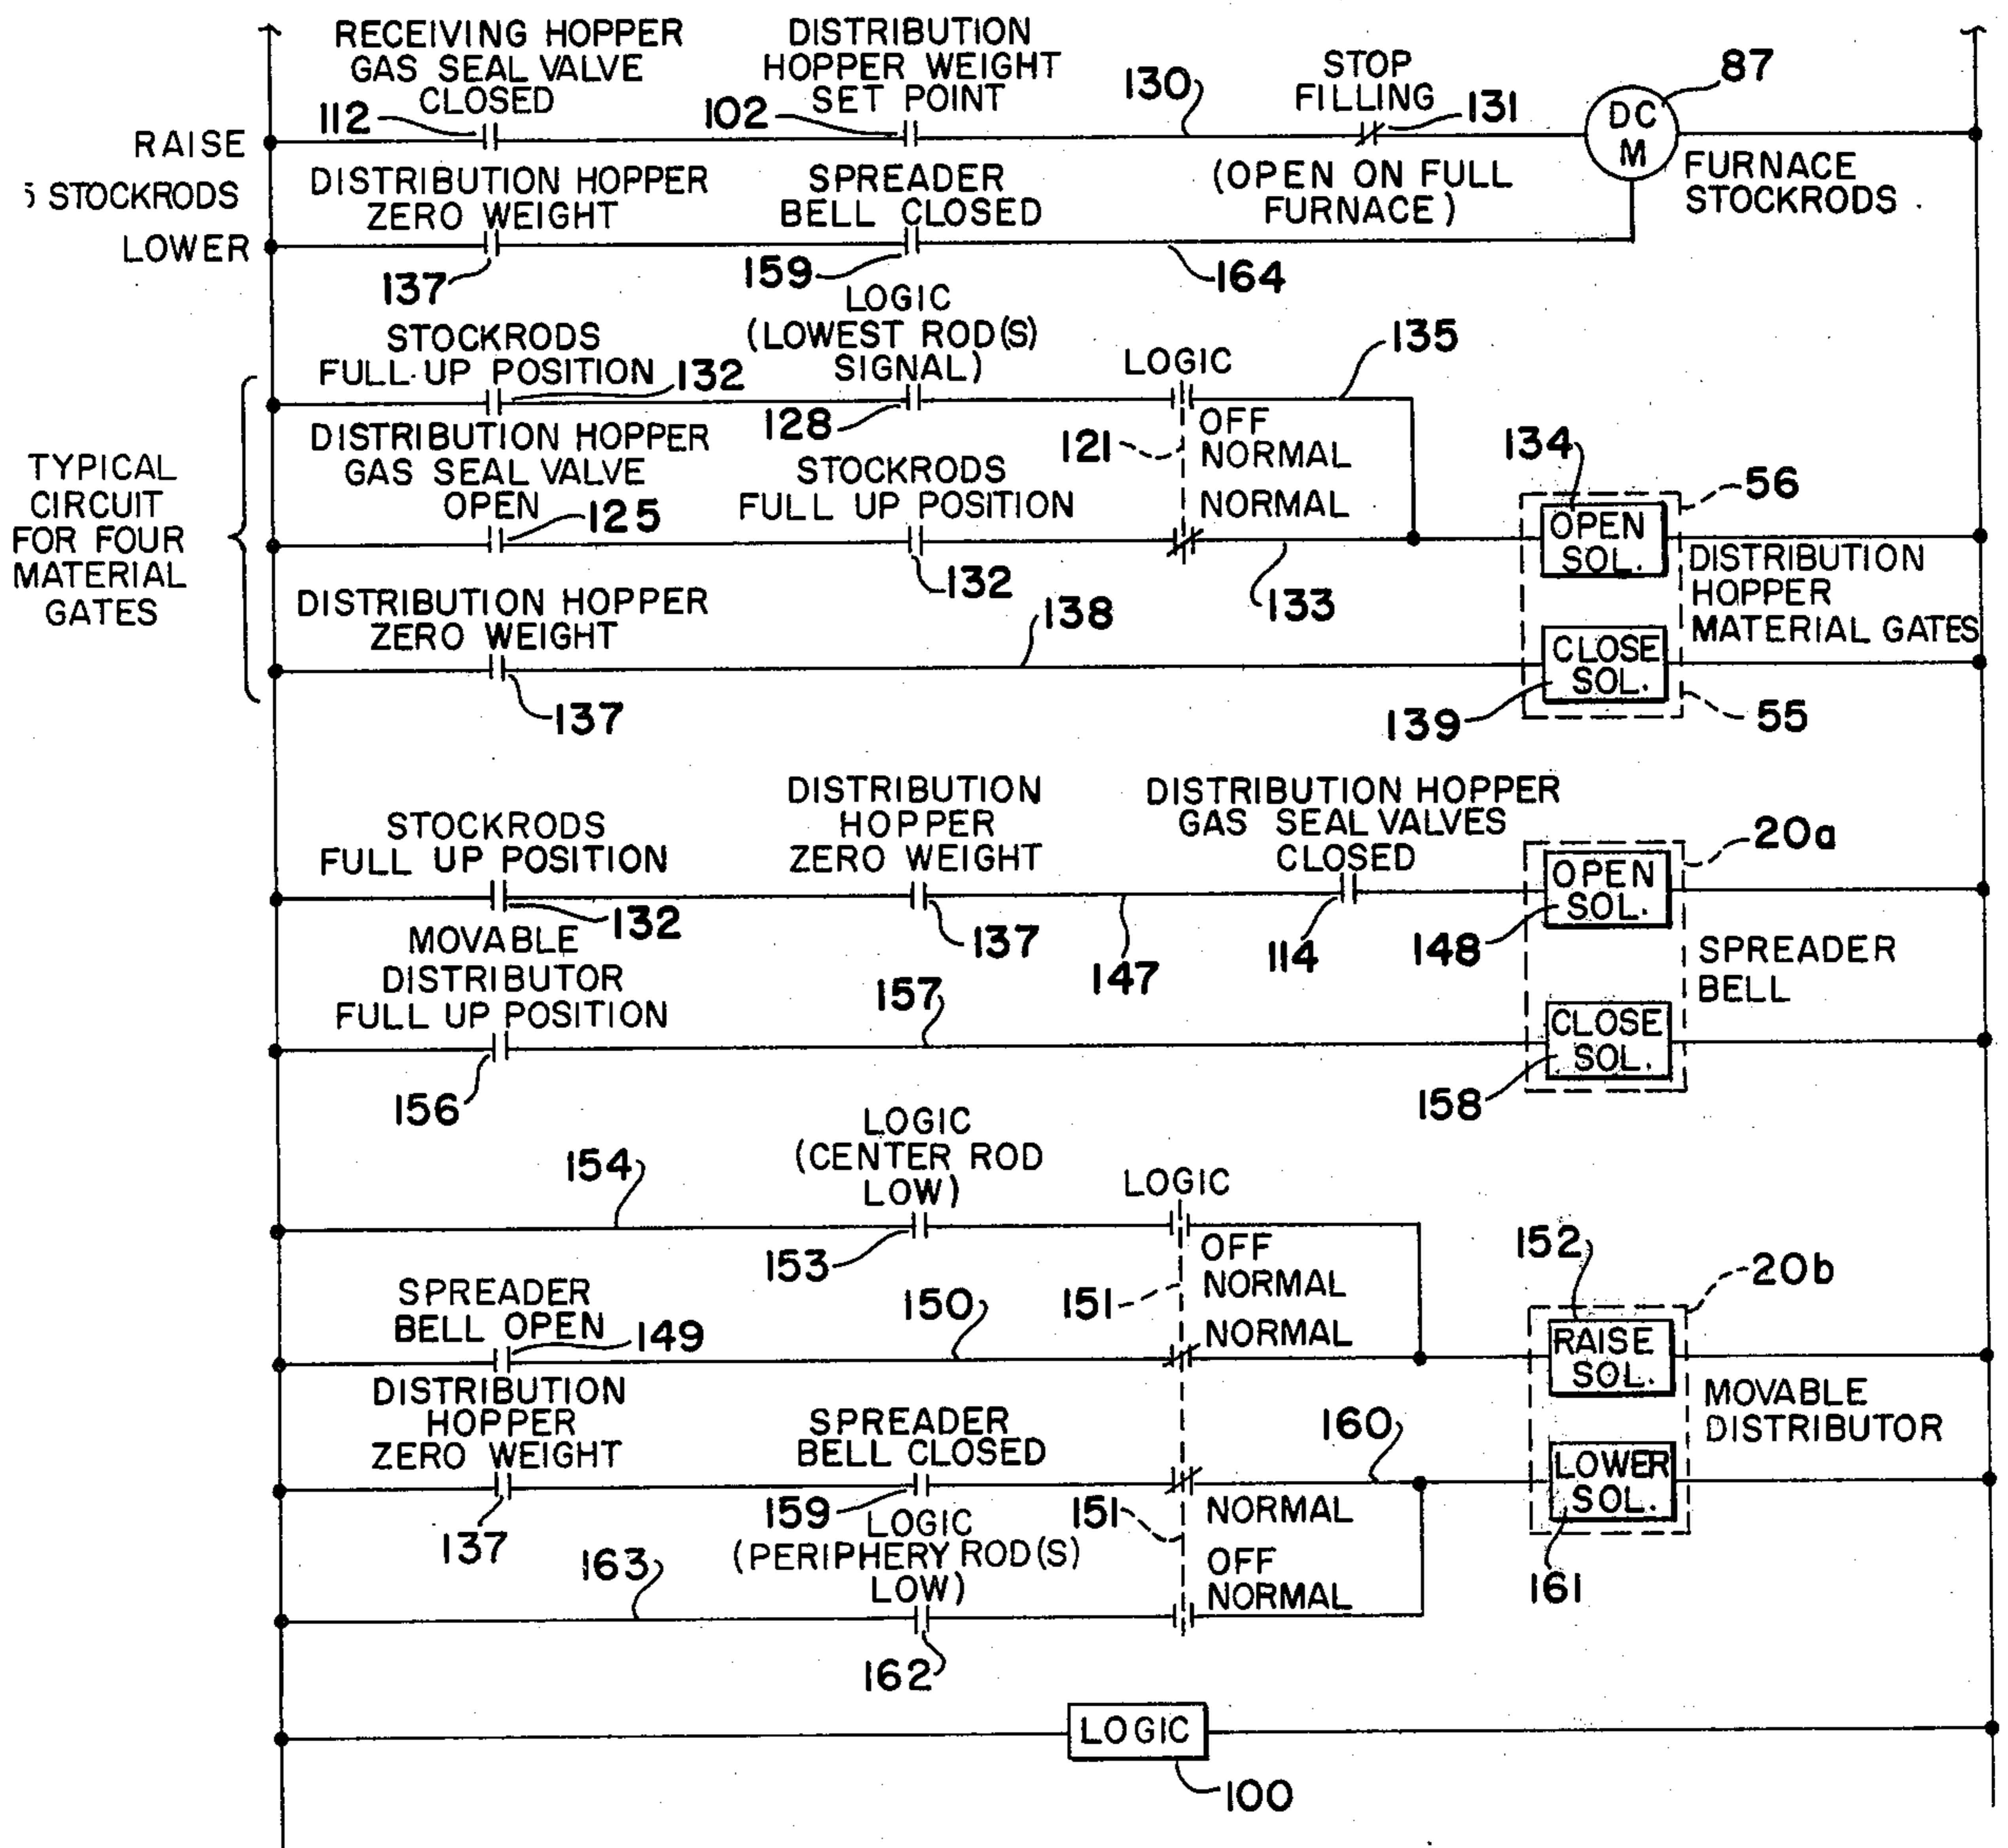 RECEIVING HOPPER
GAS SEAL VALVE
CLOSED
112
DISTRIBUTION
HOPPER WEIGHT
SET POINT
102
130
STOP
FILLING
131
87
DC
M
RAISE
5 STOCKRODS
LOWER
DISTRIBUTION HOPPER
ZERO WEIGHT
137
SPREADER
BELL CLOSED
159
(OPEN ON FULL
FURNACE)
164
FURNACE
STOCKRODS
STOCKRODS
FULL UP POSITION
132
LOGIC
(LOWEST ROD(S)
SIGNAL)
128
LOGIC
135
OFF
NORMAL
121
NORMAL
TYPICAL
CIRCUIT
FOR FOUR
MATERIAL
GATES
DISTRIBUTION HOPPER
GAS SEAL VALVE
OPEN
125
STOCKRODS
FULL UP POSITION
132
133
134
56
OPEN
SOL.
DISTRIBUTION
HOPPER
MATERIAL GATES
DISTRIBUTION HOPPER
ZERO WEIGHT
137
138
CLOSE
SOL.
139
55
STOCKRODS
FULL UP POSITION
132
DISTRIBUTION
HOPPER
ZERO WEIGHT
137
147
DISTRIBUTION HOPPER
GAS SEAL VALVES
CLOSED
114
20a
OPEN
SOL.
148
SPREADER
BELL
MOVABLE
DISTRIBUTOR
FULL UP POSITION
156
157
CLOSE
SOL.
158
154
LOGIC
(CENTER ROD
LOW)
153
LOGIC
OFF
NORMAL
151
NORMAL
SPREADER
BELL OPEN
149
150
152
20b
RAISE
SOL.
MOVABLE
DISTRIBUTOR
DISTRIBUTION
HOPPER
ZERO WEIGHT
137
SPREADER
BELL CLOSED
159
160
NORMAL
151
OFF
NORMAL
LOWER
SOL.
161
163
LOGIC
(PERIPHERY ROD(S)
LOW)
162
LOGIC
100